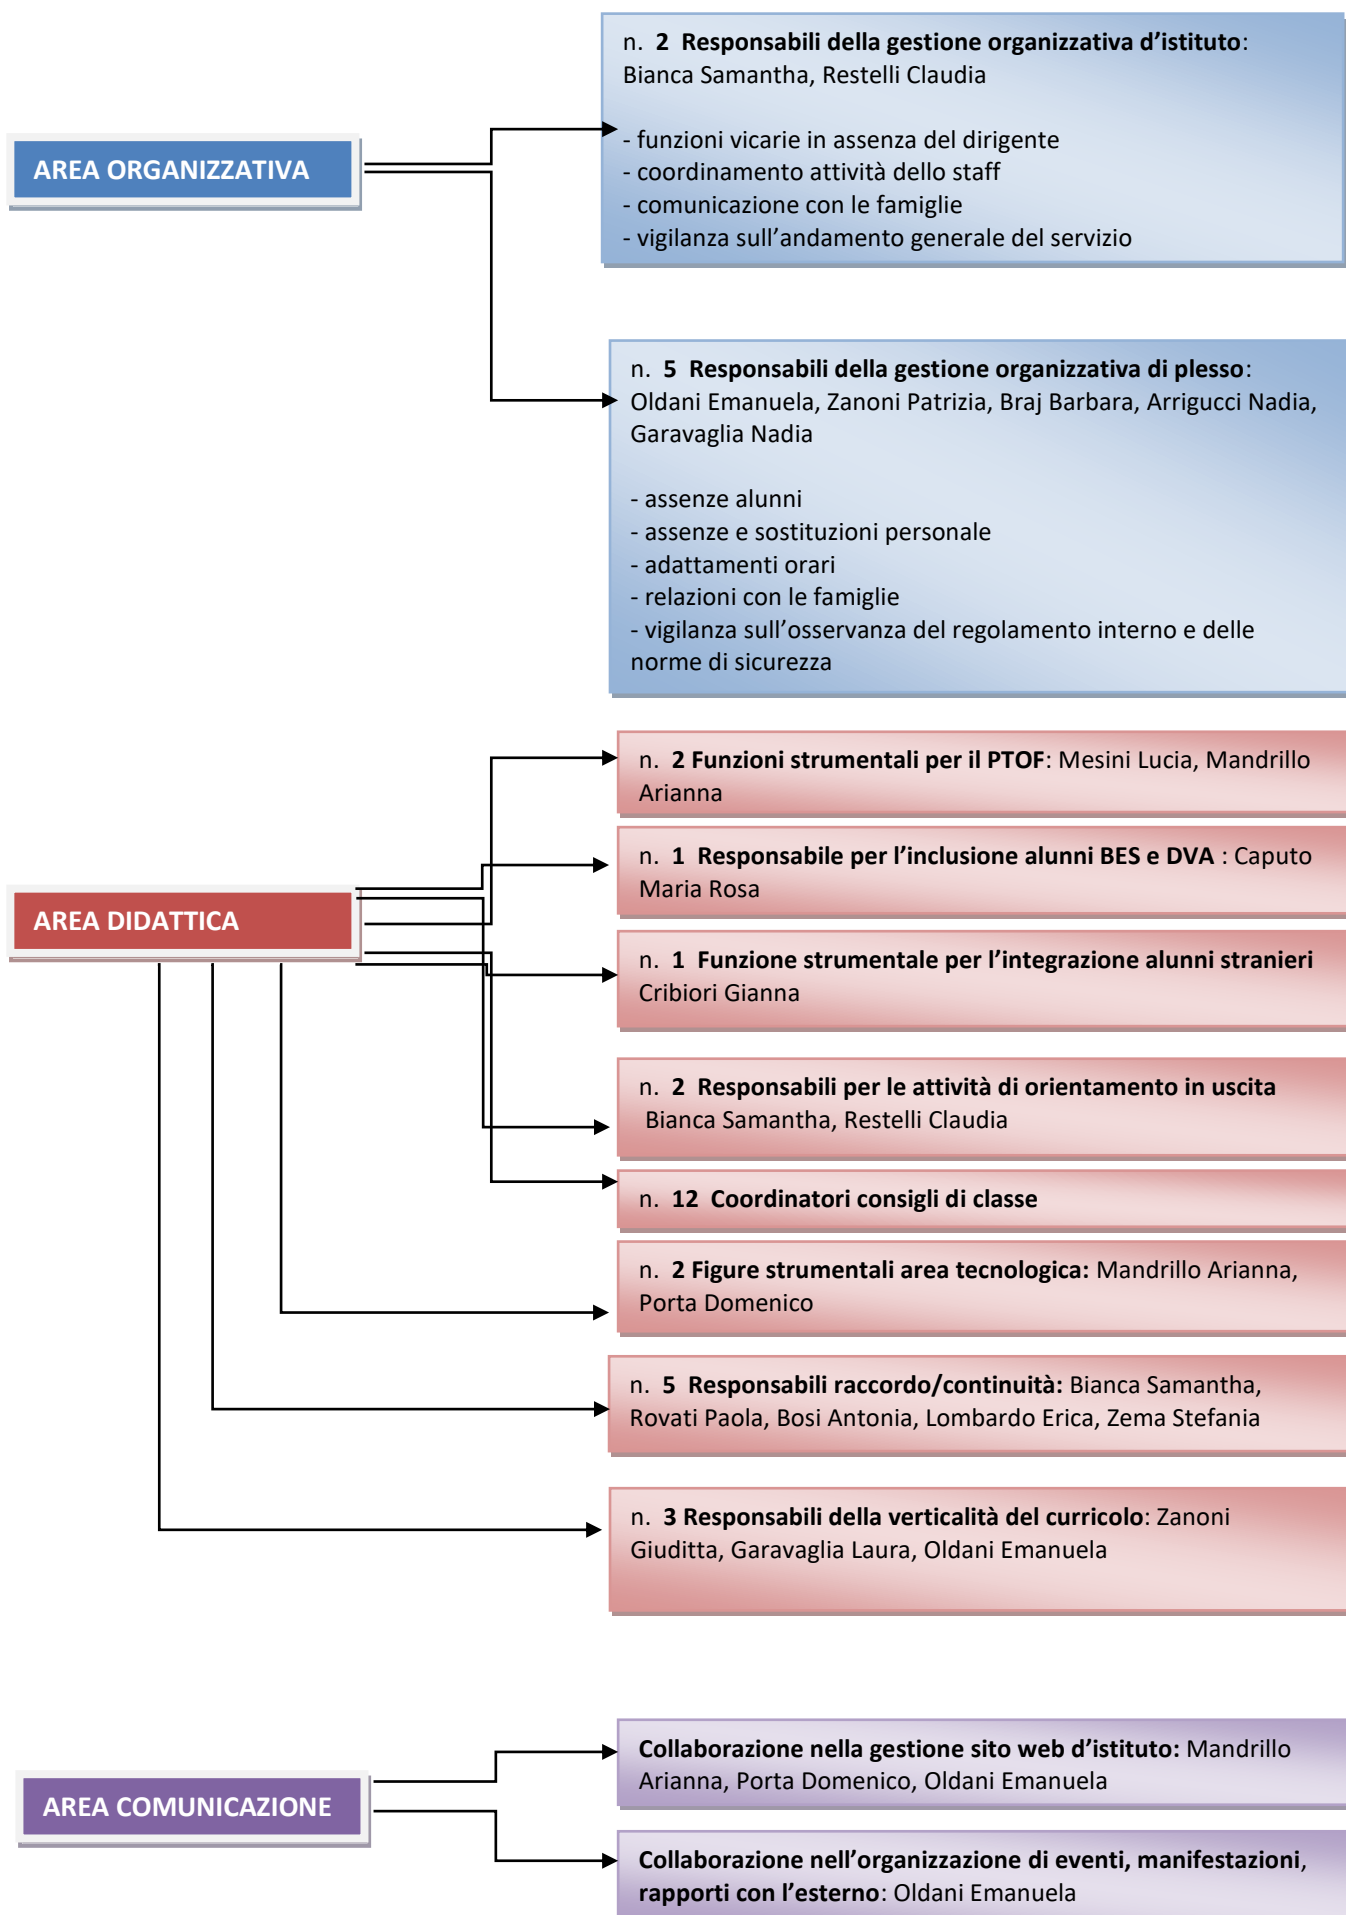 n. 2 Responsabili della gestione organizzativa d’istituto:
Bianca Samantha, Restelli Claudia
- funzioni vicarie in assenza del dirigente
- coordinamento attività dello staff
- comunicazione con le famiglie
- vigilanza sull’andamento generale del servizio
AREA ORGANIZZATIVA
n. 5 Responsabili della gestione organizzativa di plesso:
Oldani Emanuela, Zanoni Patrizia, Braj Barbara, Arrigucci Nadia,
Garavaglia Nadia
- assenze alunni
- assenze e sostituzioni personale
- adattamenti orari
- relazioni con le famiglie
- vigilanza sull’osservanza del regolamento interno e delle
norme di sicurezza
n. 2 Funzioni strumentali per il PTOF: Mesini Lucia, Mandrillo
Arianna
n. 1 Responsabile per l’inclusione alunni BES e DVA : Caputo
Maria Rosa
AREA DIDATTICA
n. 1 Funzione strumentale per l’integrazione alunni stranieri
Cribiori Gianna
n. 2 Responsabili per le attività di orientamento in uscita
Bianca Samantha, Restelli Claudia
n. 12 Coordinatori consigli di classe
n. 2 Figure strumentali area tecnologica: Mandrillo Arianna,
Porta Domenico
n. 5 Responsabili raccordo/continuità: Bianca Samantha,
Rovati Paola, Bosi Antonia, Lombardo Erica, Zema Stefania
n. 3 Responsabili della verticalità del curricolo: Zanoni
Giuditta, Garavaglia Laura, Oldani Emanuela
Collaborazione nella gestione sito web d’istituto: Mandrillo
Arianna, Porta Domenico, Oldani Emanuela
AREA COMUNICAZIONE
Collaborazione nell’organizzazione di eventi, manifestazioni,
rapporti con l’esterno: Oldani Emanuela